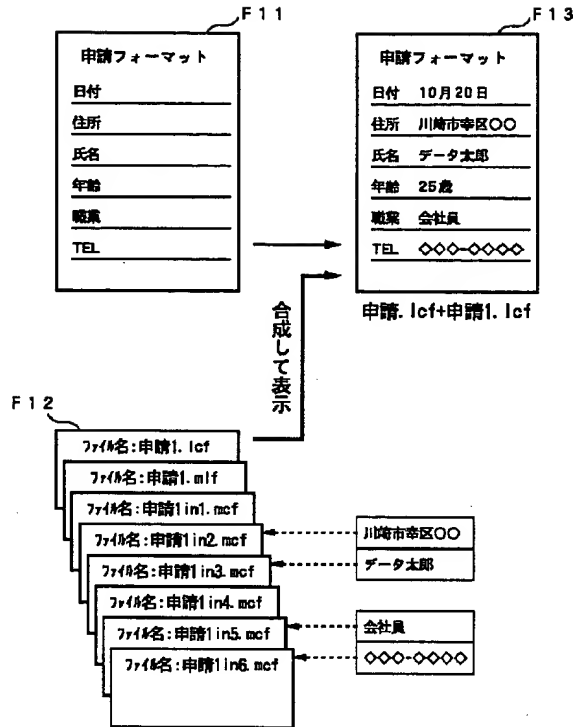 F11
申請フォーマット
日付
住所
氏名
年齢
職業
TEL
F13
申請フォーマット
日付 10月20日
住所 川崎市幸区〇〇
氏名 データ太郎
年齢 25歳
職業 会社員
TEL ◇◇◇-◇◇◇◇
申請.lcf+申請1.lcf
合成して表示
F12
ファイル名:申請1.lcf
ファイル名:申請1.mlf
ファイル名:申請1in1.mcf
ファイル名:申請1in2.mcf
ファイル名:申請1in3.mcf
ファイル名:申請1in4.mcf
ファイル名:申請1in5.mcf
ファイル名:申請1in6.mcf
川崎市幸区〇〇
データ太郎
会社員
◇◇◇-◇◇◇◇